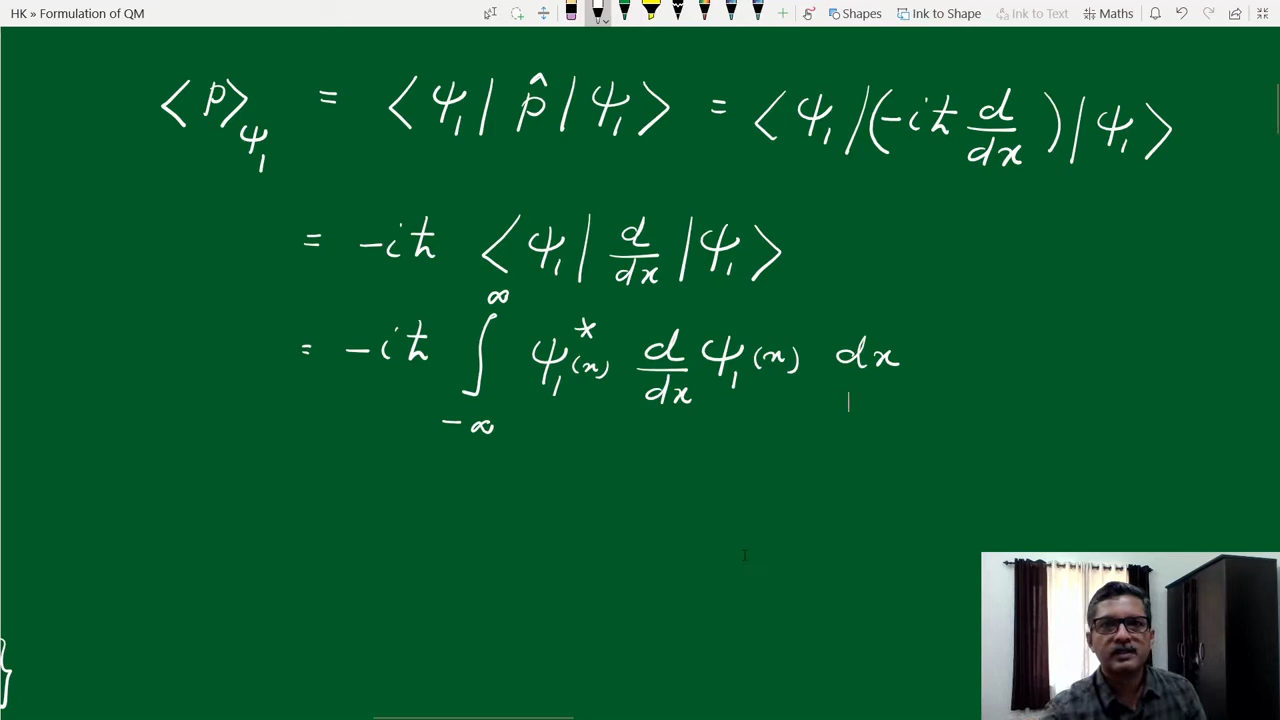 HK » Formulation of QM Shapes Ink to Shape Ink to Text Maths
⟨p⟩_ψ₁ = ⟨ψ₁| p̂ |ψ₁⟩ = ⟨ψ₁|(-iħ d/dx)|ψ₁⟩
= -iħ ⟨ψ₁| d/dx |ψ₁⟩
= -iħ ∫_{-∞}^{∞} ψ₁*(x) d/dx ψ₁(x) dx
}